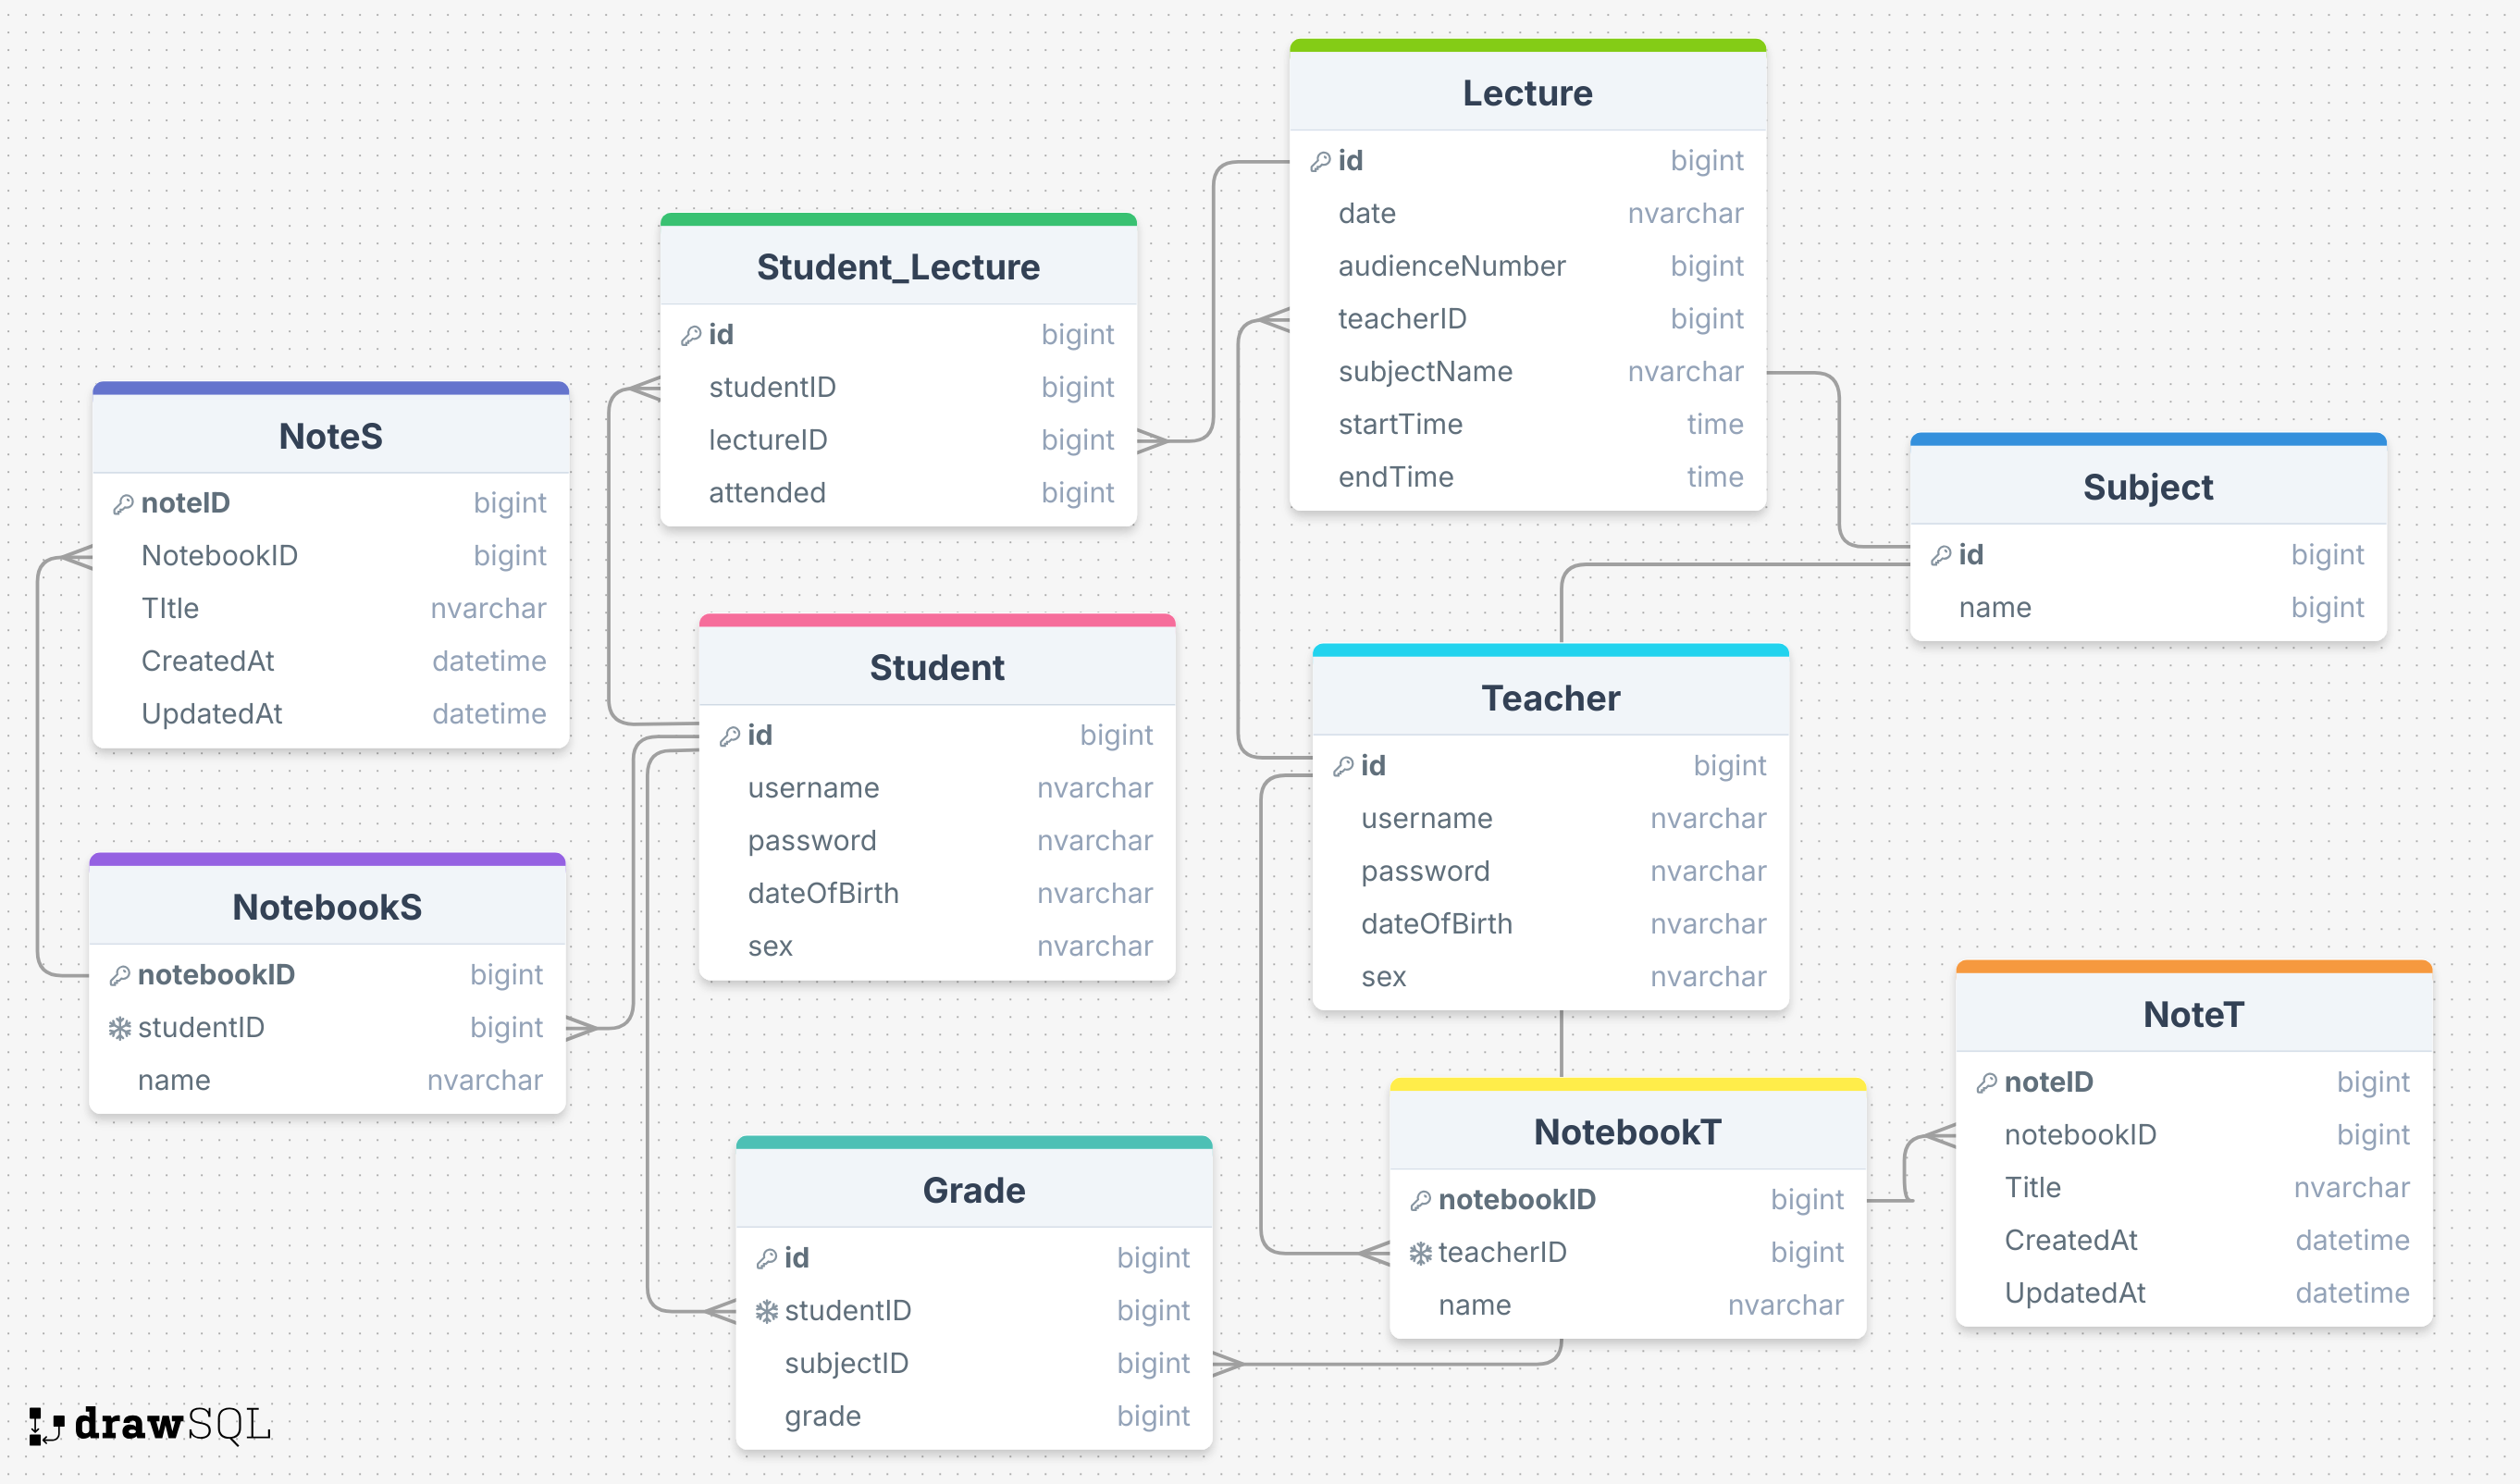 Lecture
id bigint
date nvarchar
audienceNumber bigint
teacherID bigint
subjectName nvarchar
startTime time
endTime time
Student_Lecture
id bigint
studentID bigint
lectureID bigint
attended bigint
NoteS
noteID bigint
NotebookID bigint
TItle nvarchar
CreatedAt datetime
UpdatedAt datetime
Subject
id bigint
name bigint
Student
id bigint
username nvarchar
password nvarchar
dateOfBirth nvarchar
sex nvarchar
Teacher
id bigint
username nvarchar
password nvarchar
dateOfBirth nvarchar
sex nvarchar
NotebookS
notebookID bigint
studentID bigint
name nvarchar
NoteT
noteID bigint
notebookID bigint
Title nvarchar
CreatedAt datetime
UpdatedAt datetime
NotebookT
notebookID bigint
teacherID bigint
name nvarchar
Grade
id bigint
studentID bigint
subjectID bigint
grade bigint
drawSQL